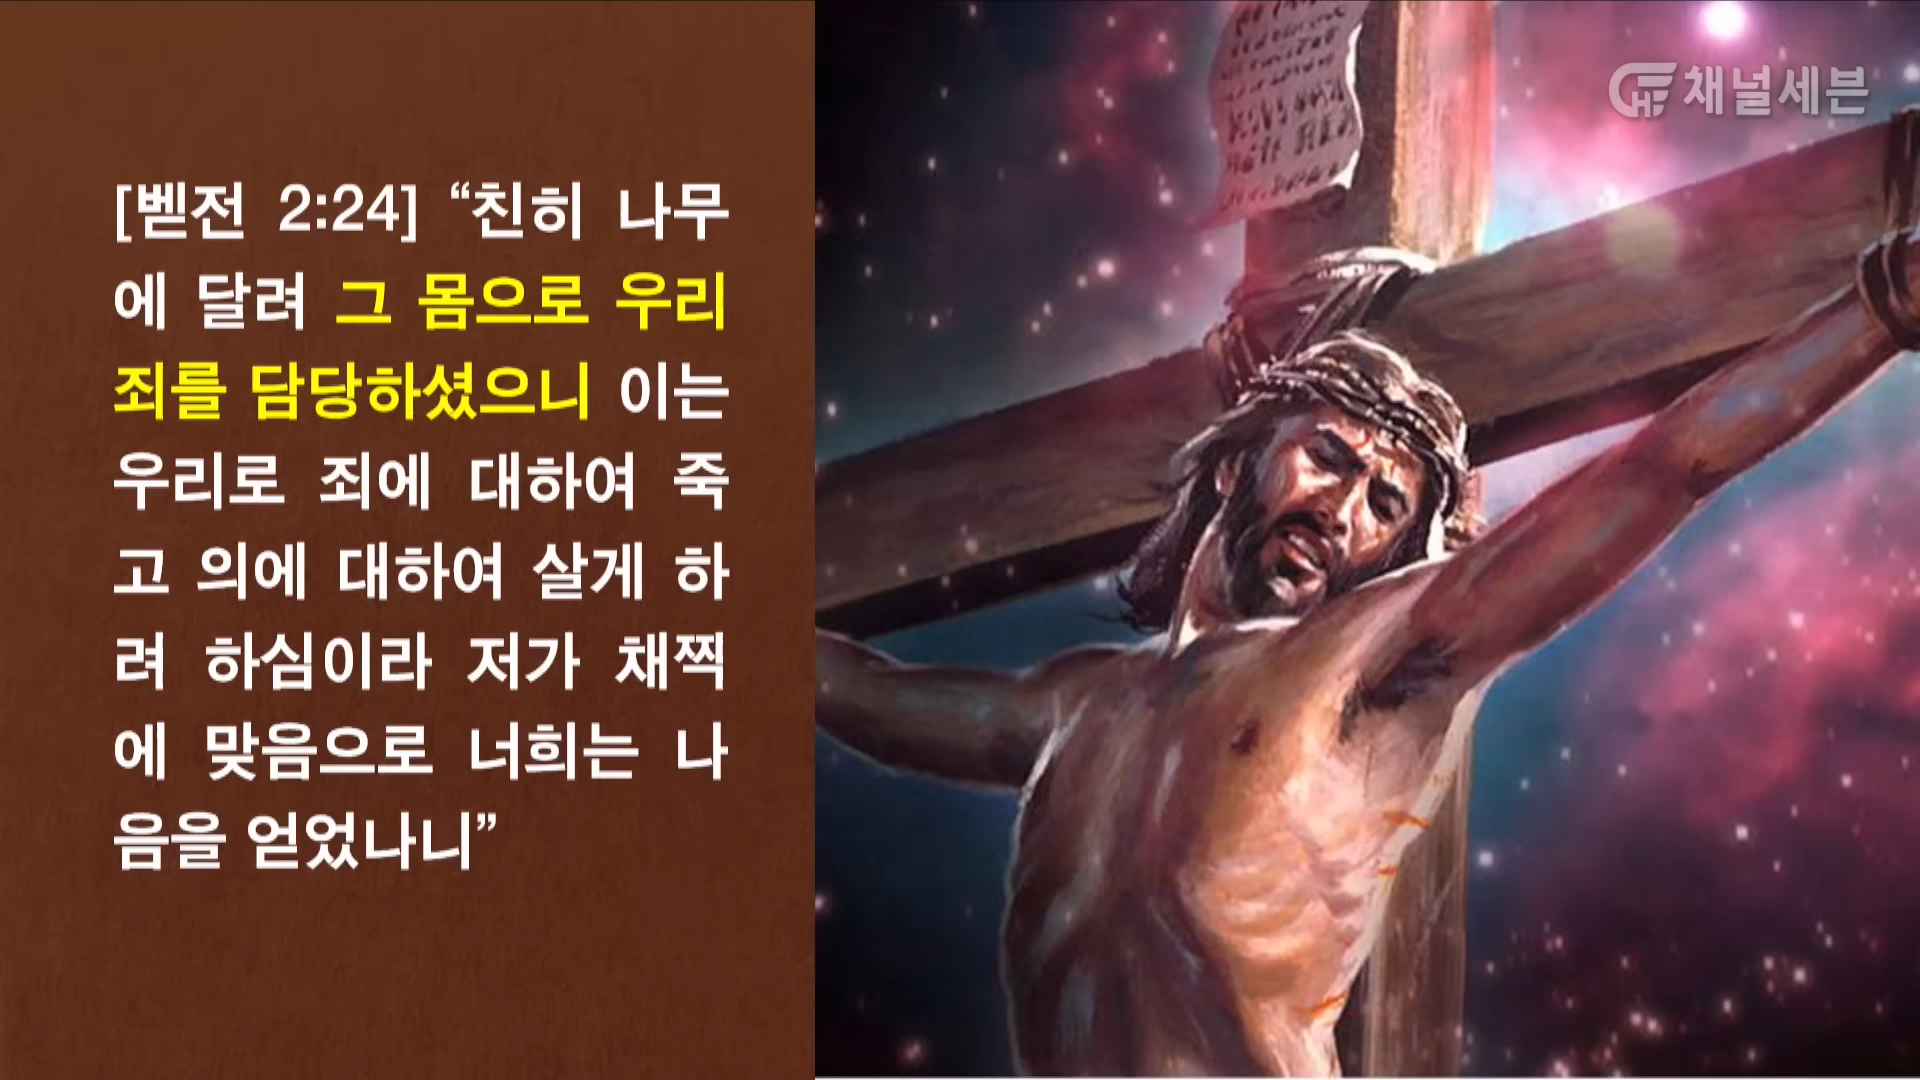 [벧전 2:24] “친히 나무
에 달려 그 몸으로 우리
죄를 담당하셨으니 이는
우리로 죄에 대하여 죽
고 의에 대하여 살게 하
려 하심이라 저가 채찍
에 맞음으로 너희는 나
음을 얻었나니”
채널세븐